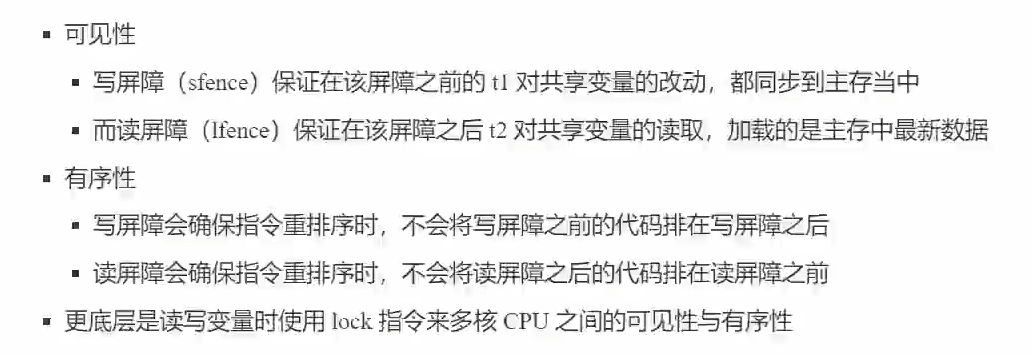 可见性
写屏障（sfence）保证在该屏障之前的 t1 对共享变量的改动，都同步到主存当中
而读屏障（lfence）保证在该屏障之后 t2 对共享变量的读取，加载的是主存中最新数据
有序性
写屏障会确保指令重排序时，不会将写屏障之前的代码排在写屏障之后
读屏障会确保指令重排序时，不会将读屏障之后的代码排在读屏障之前
更底层是读写变量时使用 lock 指令来多核 CPU 之间的可见性与有序性